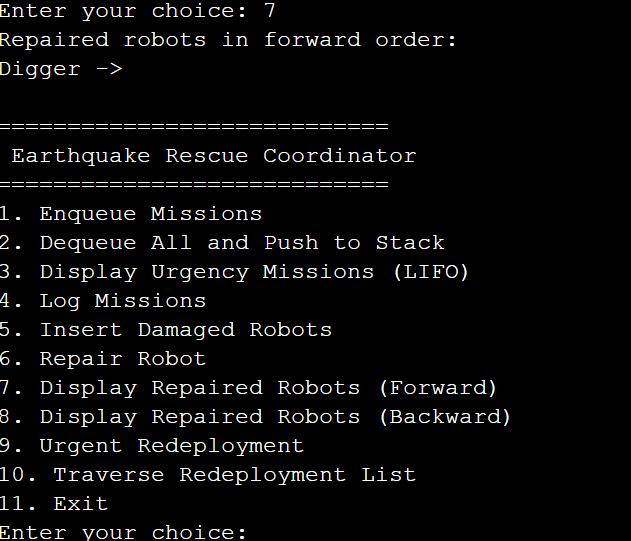 Enter your choice: 7
Repaired robots in forward order:
Digger ->
============================
Earthquake Rescue Coordinator
============================
1. Enqueue Missions
2. Dequeue All and Push to Stack
3. Display Urgency Missions (LIFO)
4. Log Missions
5. Insert Damaged Robots
6. Repair Robot
7. Display Repaired Robots (Forward)
8. Display Repaired Robots (Backward)
9. Urgent Redeployment
10. Traverse Redeployment List
11. Exit
Enter your choice: